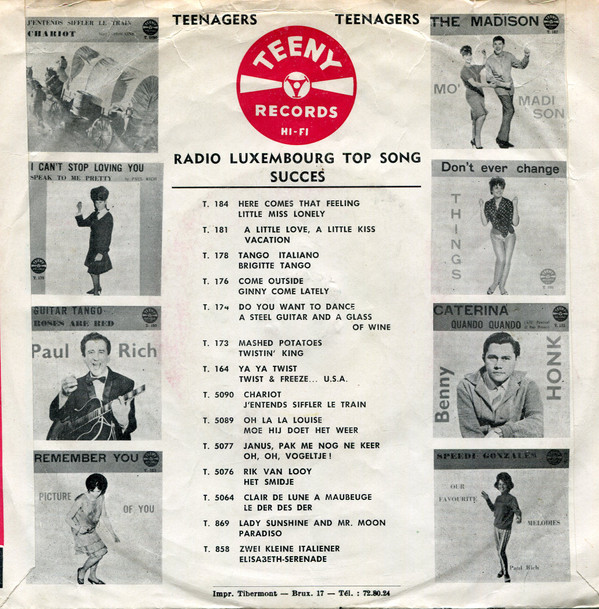 TEENAGERS TEENAGERS
TEENY
RECORDS
HI-FI
RADIO LUXEMBOURG TOP SONG
SUCCES
T. 184 HERE COMES THAT FEELING
LITTLE MISS LONELY
T. 181 A LITTLE LOVE, A LITTLE KISS
VACATION
T. 178 TANGO ITALIANO
BRIGITTE TANGO
T. 176 COME OUTSIDE
GINNY COME LATELY
T. 174 DO YOU WANT TO DANCE
A STEEL GUITAR AND A GLASS
OF WINE
T. 173 MASHED POTATOES
TWISTIN' KING
T. 164 YA YA TWIST
TWIST & FREEZE... U.S.A.
T. 5090 CHARIOT
J'ENTENDS SIFFLER LE TRAIN
T. 5089 OH LA LA LOUISE
MOE HIJ DOET HET WEER
T. 5077 JANUS, PAK ME NOG NE KEER
OH, OH, VOGELTJE !
T. 5076 RIK VAN LOOY
HET SMIDJE
T. 5064 CLAIR DE LUNE A MAUBEUGE
LE DER DES DER
T. 869 LADY SUNSHINE AND MR. MOON
PARADISO
T. 858 ZWEI KLEINE ITALIENER
ELISABETH-SERENADE
Impr. Tibermont — Brux. 17 — Tél. : 72.80.24
J'ENTENDS SIFFLER LE TRAIN
CHARIOT
I CAN'T STOP LOVING YOU
SPEAK TO ME PRETTY PAUL RICH
GUITAR TANGO
ROSES ARE RED
Paul Rich
REMEMBER YOU
PICTURE OF YOU
THE MADISON
MO' MADI
SON
Don't ever change
THINGS
CATERINA
QUANDO QUANDO
Benny HONK
SPEEDI GONZALES
OUR
FAVOURITE MELODIES
Paul Rich